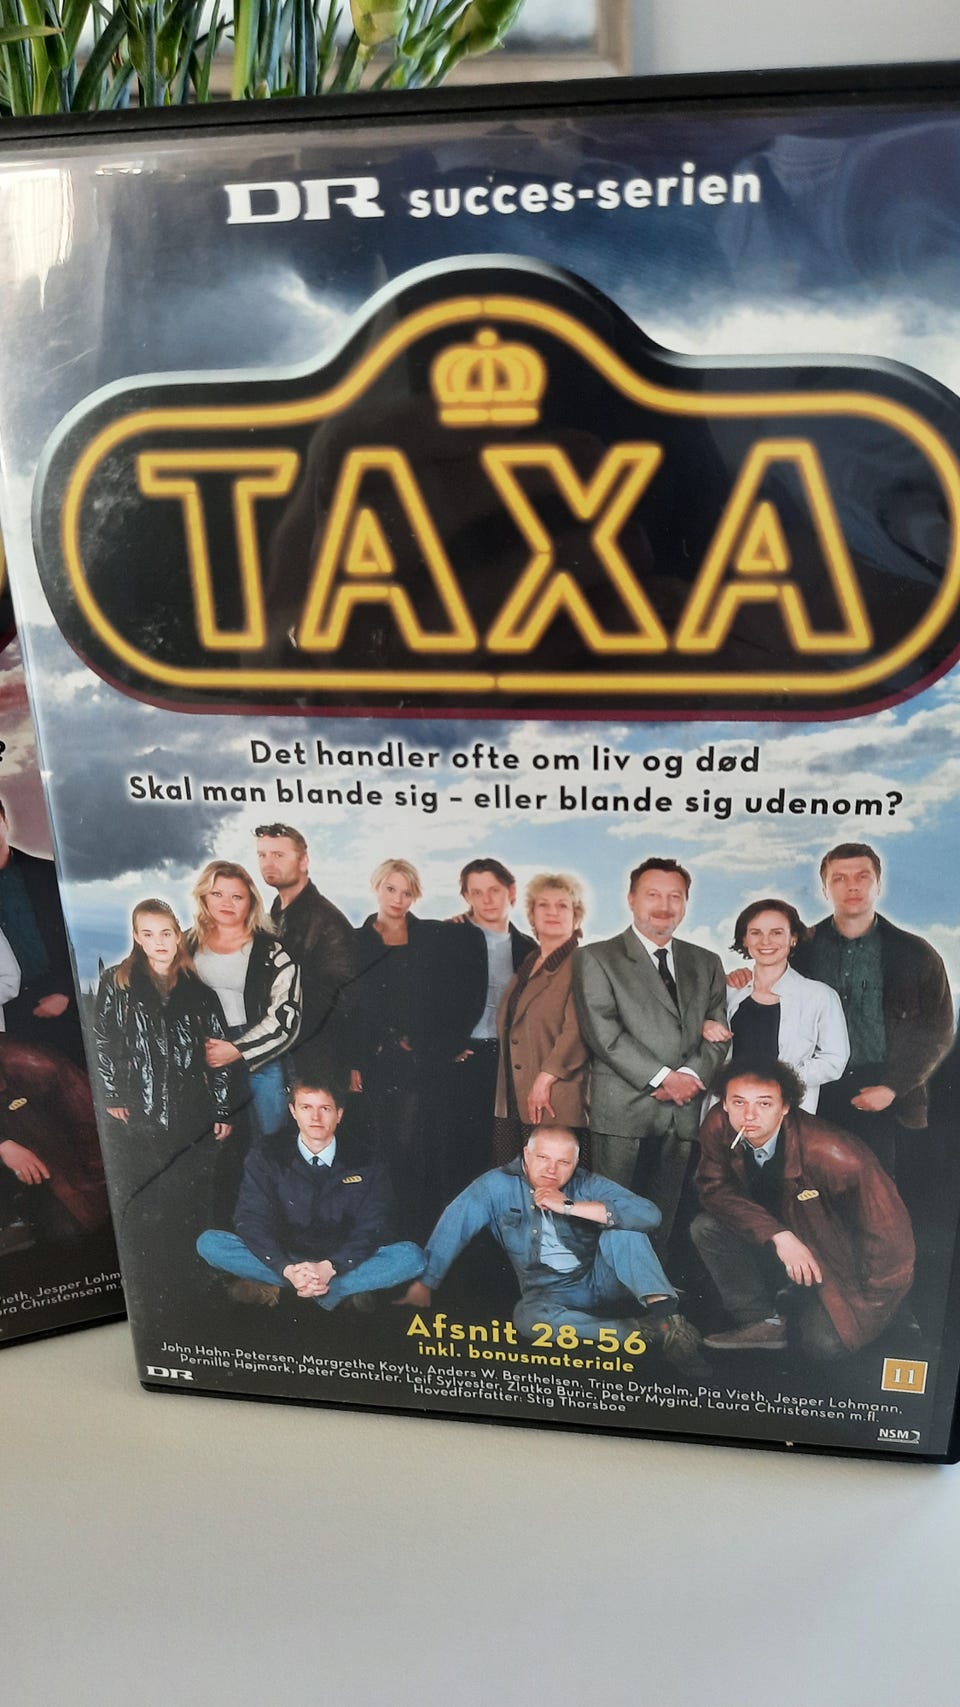 DR succes-serien
TAXA
Det handler ofte om liv og død
Skal man blande sig – eller blande sig udenom?
Afsnit 28-56
inkl. bonusmateriale
John Hahn-Petersen, Margrethe Koytu, Anders W. Berthelsen, Trine Dyrholm, Pia Vieth, Jesper Lohmann,
Pernille Højmark, Peter Gantzler, Leif Sylvester, Zlatko Buric, Peter Mygind, Laura Christensen m.fl.
Hovedforfatter: Stig Thorsboe
DR
11
NSM
?
ieth, Jesper Lohm
ra Christensen m.